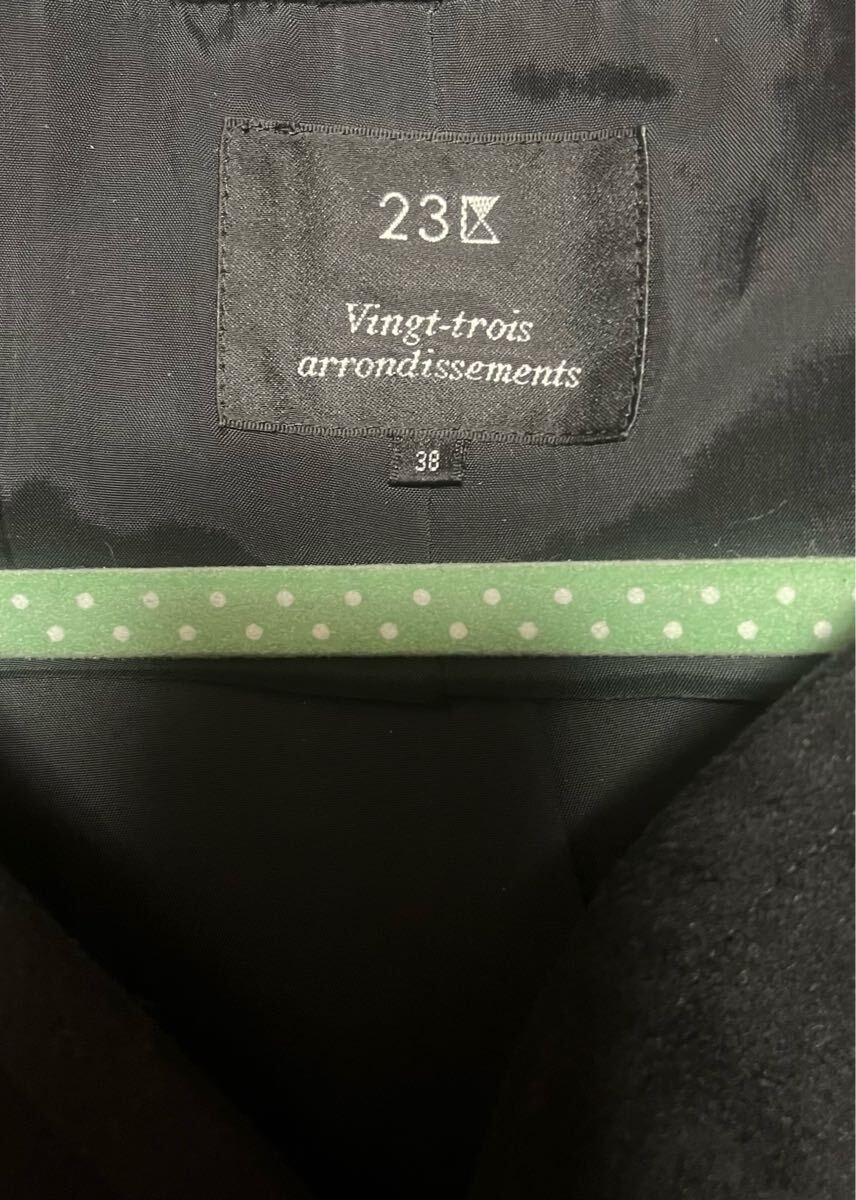 23区
Vingt-trois
arrondissements
38